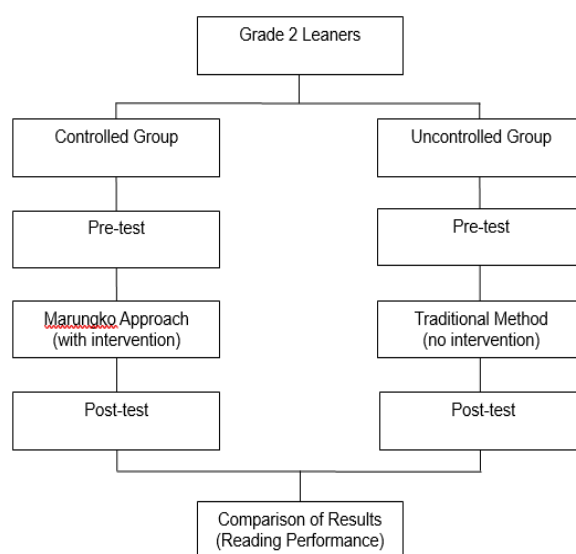 Grade 2 Leaners
Controlled Group
Uncontrolled Group
Pre-test
Pre-test
Marungko Approach
(with intervention)
Traditional Method
(no intervention)
Post-test
Post-test
Comparison of Results
(Reading Performance)